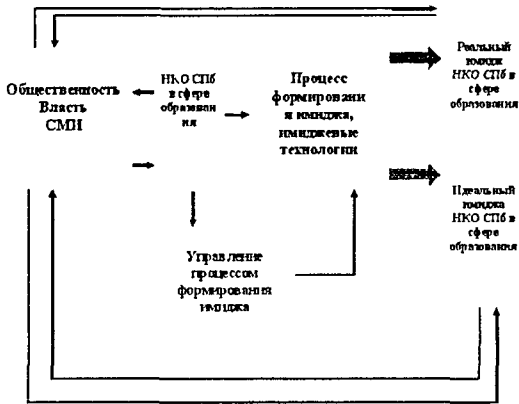 Общественность
Власть
СМИ
НКО СПб
в сфере
образован
ия
Процесс
формировани
я имиджа,
имиджевые
технологии
Реальный
имидж
НКО СПб в
сфере
образования
Идеальный
имиджа
НКО СПб в
сфере
образования
Управление
процессом
формирования
имиджа